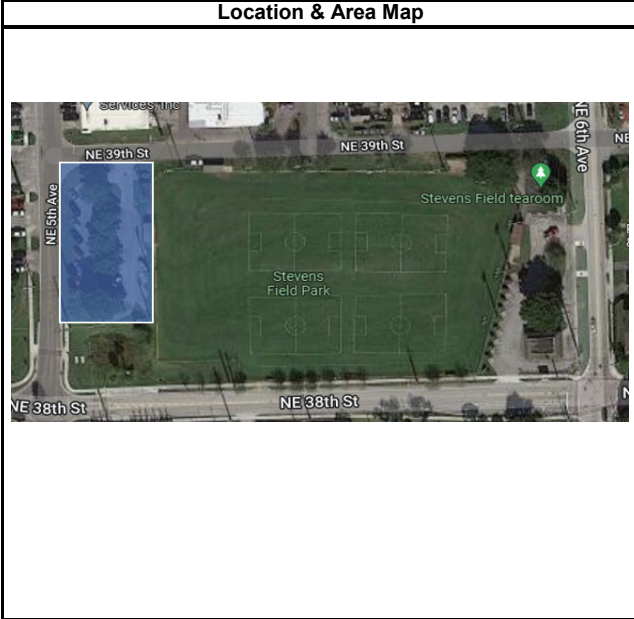 Location & Area Map
Services, Inc
NE 39th St
NE 39th St
NE 6th Ave
NE
NE 5th Ave
Stevens Field tearoom
Stevens
Field Park
NE 38th St
NE 38th St
N